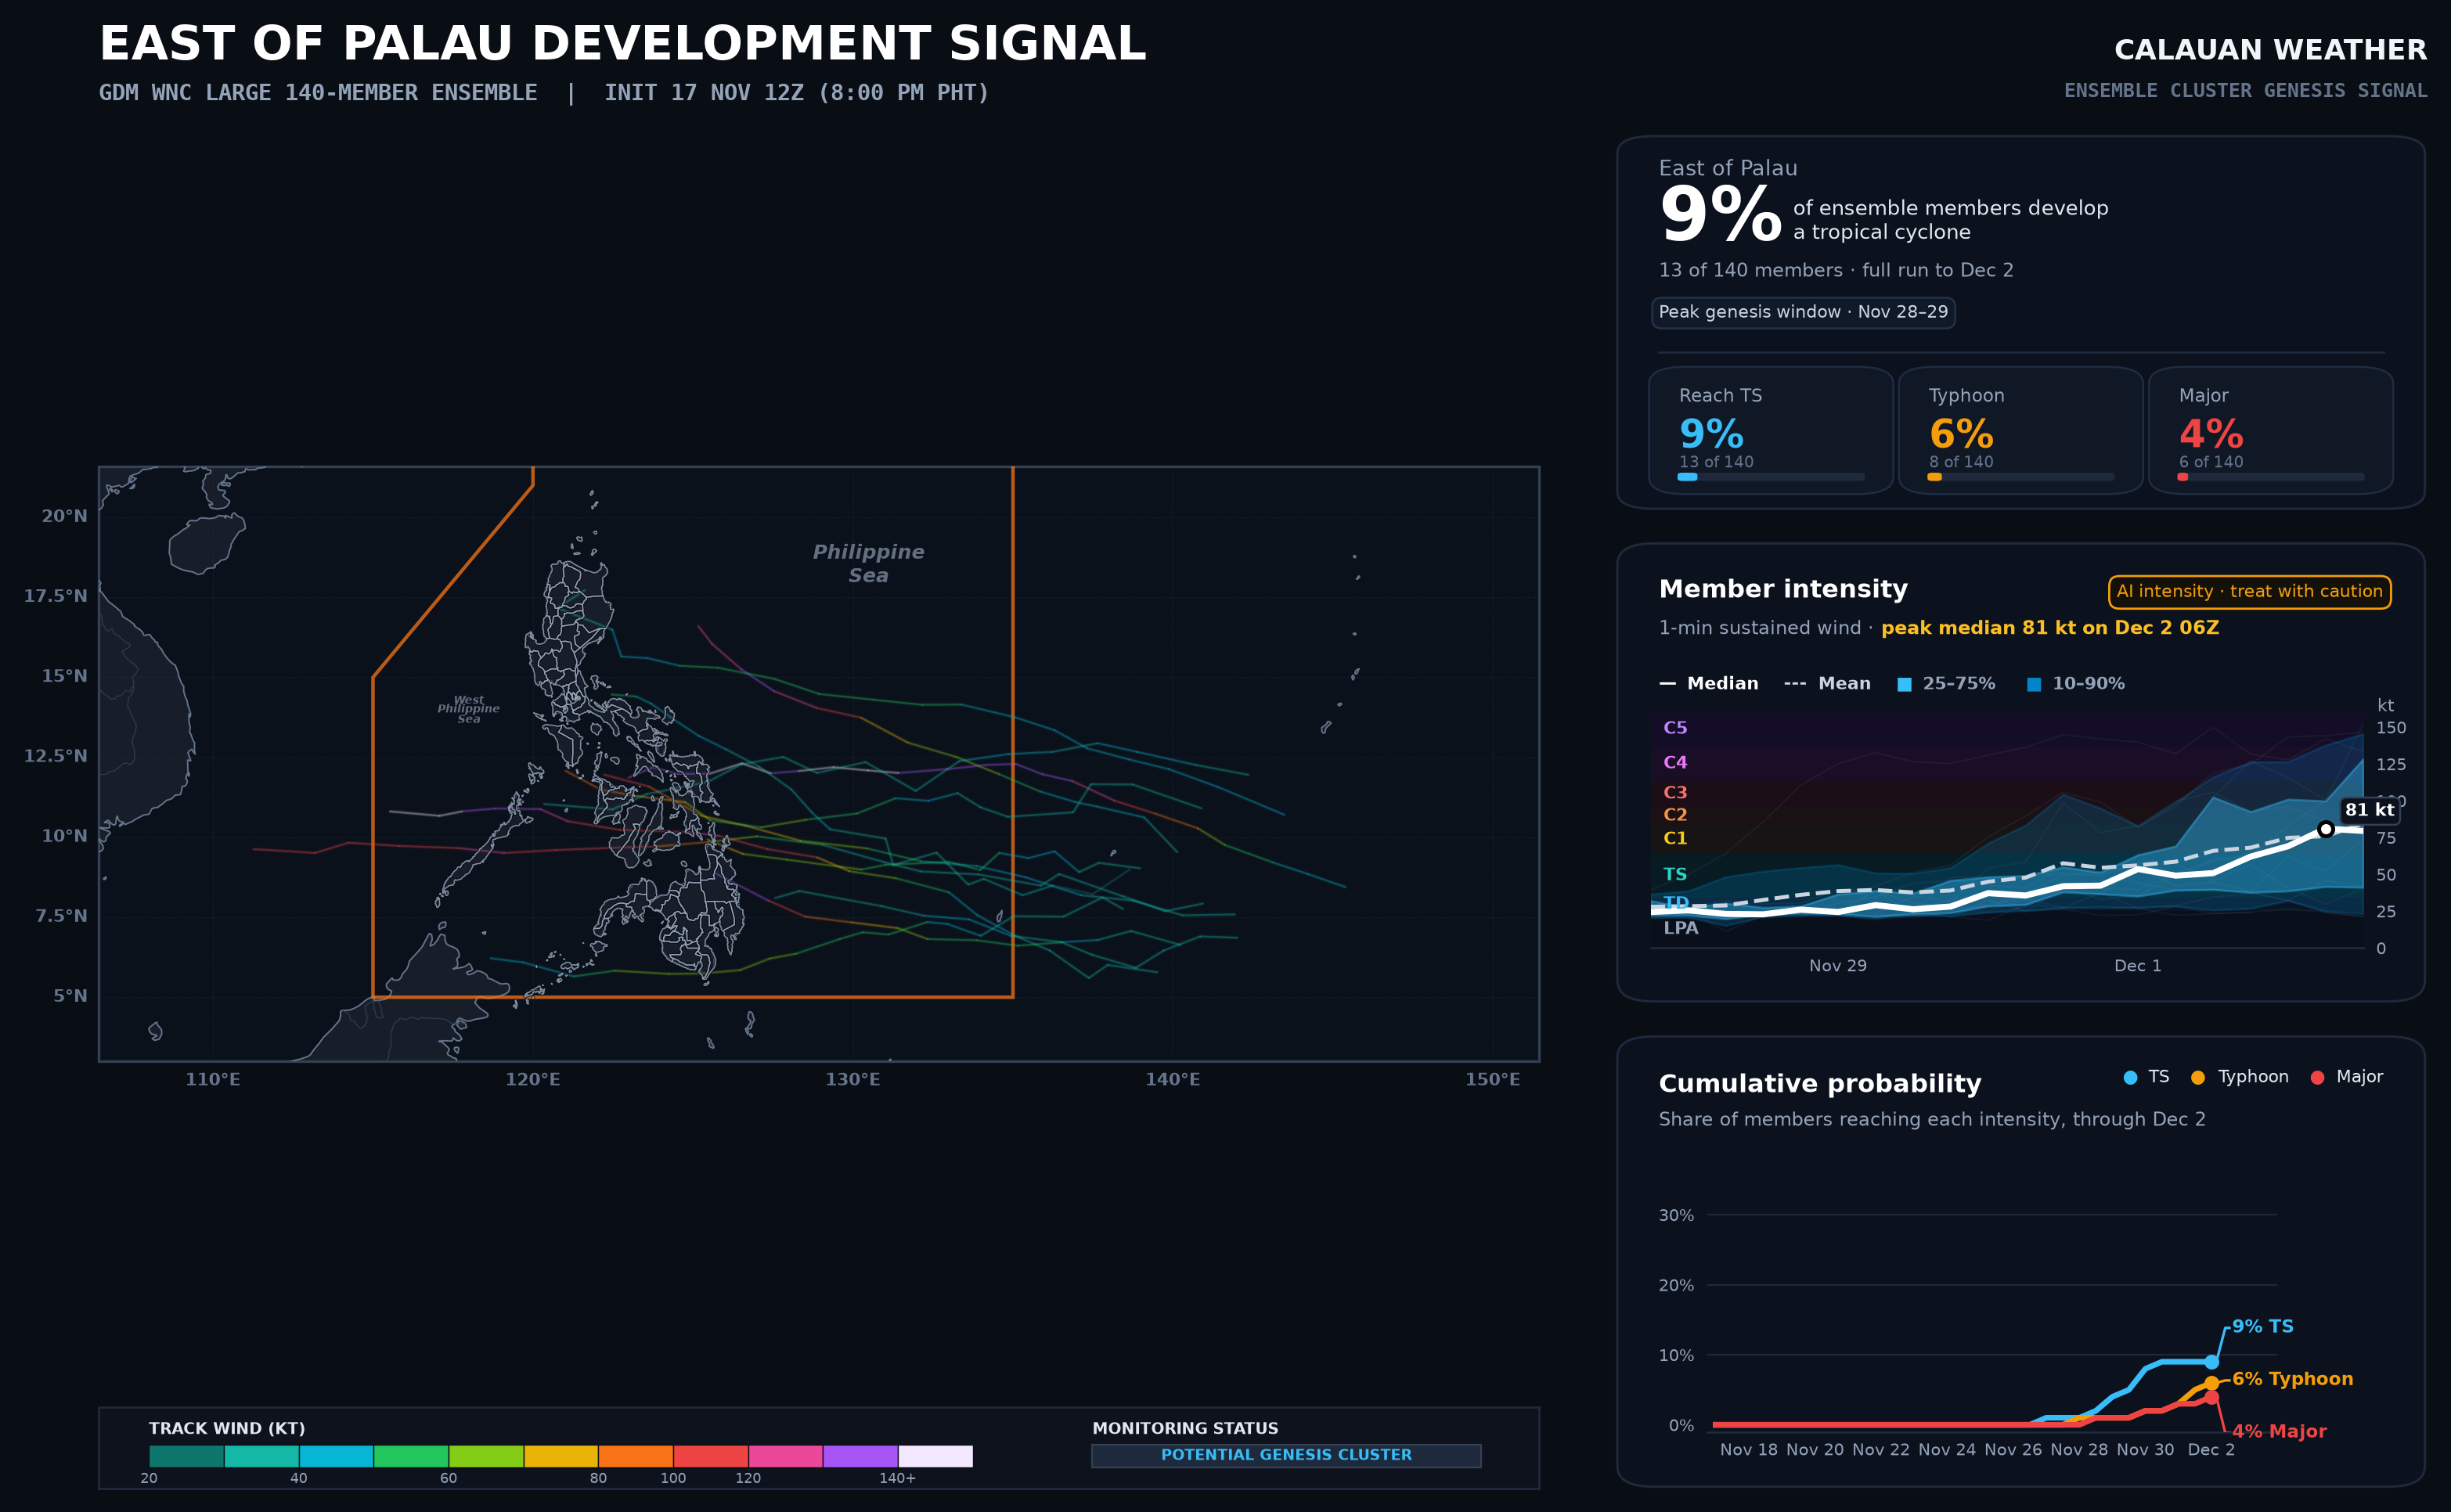 EAST OF PALAU DEVELOPMENT SIGNAL
GDM WNC LARGE 140-MEMBER ENSEMBLE | INIT 17 NOV 12Z (8:00 PM PHT)
CALAUAN WEATHER
ENSEMBLE CLUSTER GENESIS SIGNAL
East of Palau
9% of ensemble members develop
a tropical cyclone
13 of 140 members · full run to Dec 2
Peak genesis window · Nov 28–29
Reach TS
9%
13 of 140
Typhoon
6%
8 of 140
Major
4%
6 of 140
Philippine
Sea
West
Philippine
Sea
20°N
17.5°N
15°N
12.5°N
10°N
7.5°N
5°N
110°E 120°E 130°E 140°E 150°E
Member intensity
AI intensity · treat with caution
1-min sustained wind · peak median 81 kt on Dec 2 06Z
Median Mean 25–75% 10–90%
kt
C5 150
C4 125
C3
C2
81 kt
C1 75
TS 50
TD 25
LPA 0
Nov 29 Dec 1
Cumulative probability
TS Typhoon Major
Share of members reaching each intensity, through Dec 2
30%
20%
10%
0%
9% TS
6% Typhoon
4% Major
Nov 18 Nov 20 Nov 22 Nov 24 Nov 26 Nov 28 Nov 30 Dec 2
TRACK WIND (KT)
20 40 60 80 100 120 140+
MONITORING STATUS
POTENTIAL GENESIS CLUSTER